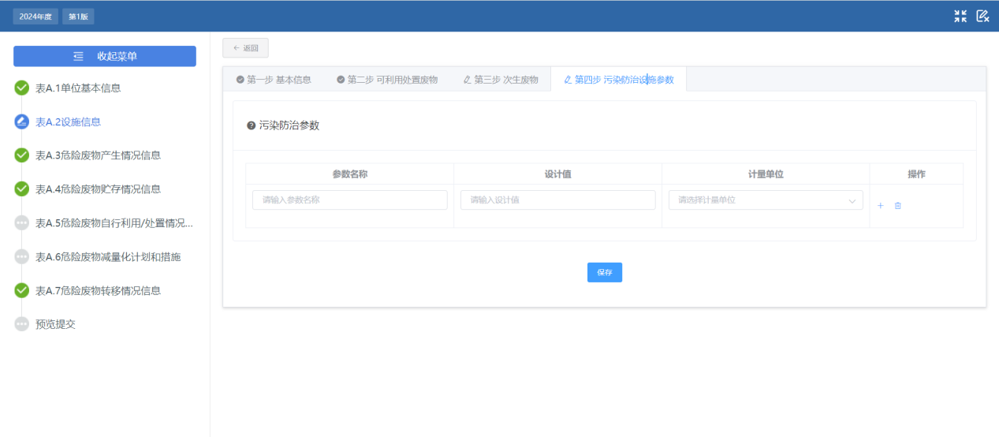 2024年度 第1版
收起菜单
表A.1单位基本信息
表A.2设施信息
表A.3危险废物产生情况信息
表A.4危险废物贮存情况信息
表A.5危险废物自行利用/处置情况...
表A.6危险废物减量化计划和措施
表A.7危险废物转移情况信息
预览提交
返回
第一步 基本信息 第二步 可利用处置废物 第三步 次生废物 第四步 污染防治设施参数
污染防治参数
参数名称 设计值 计量单位 操作
请输入参数名称 请输入设计值 请选择计量单位
保存